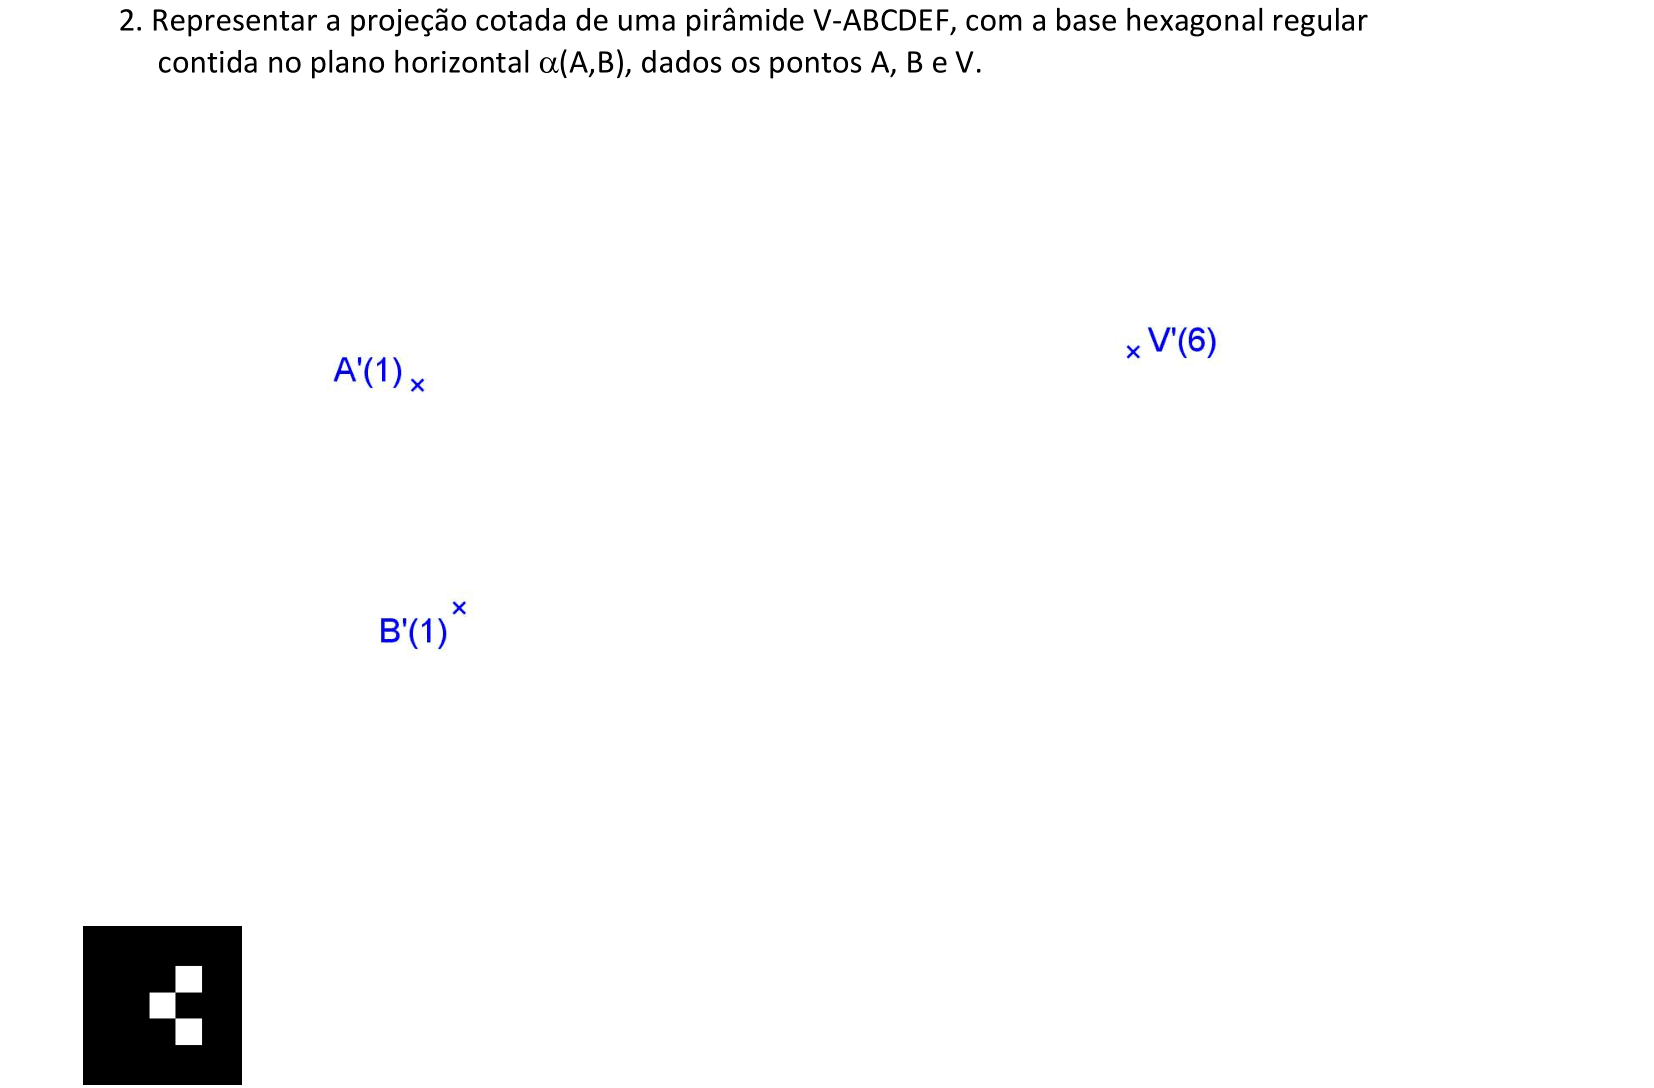 2. Representar a projeção cotada de uma pirâmide V-ABCDEF, com a base hexagonal regular
contida no plano horizontal α(A,B), dados os pontos A, B e V.
V'(6)
A'(1)
B'(1)